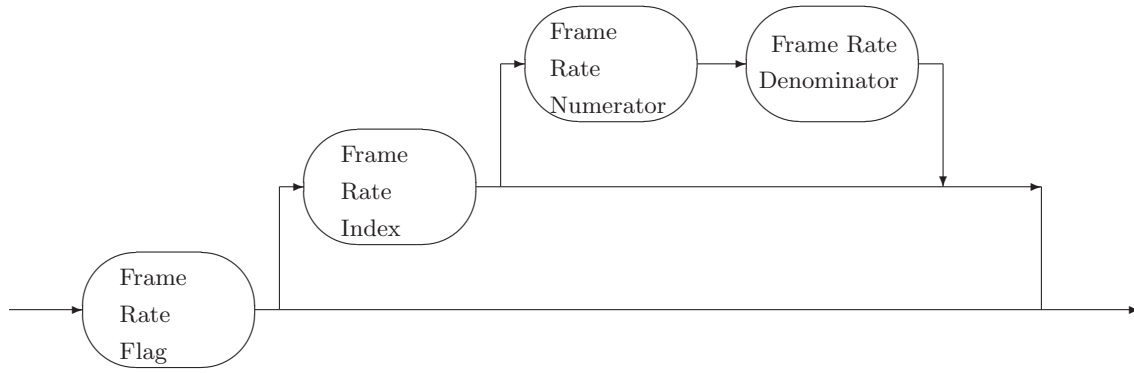 Frame
Rate
Flag
Frame
Rate
Index
Frame
Rate
Numerator
Frame Rate
Denominator